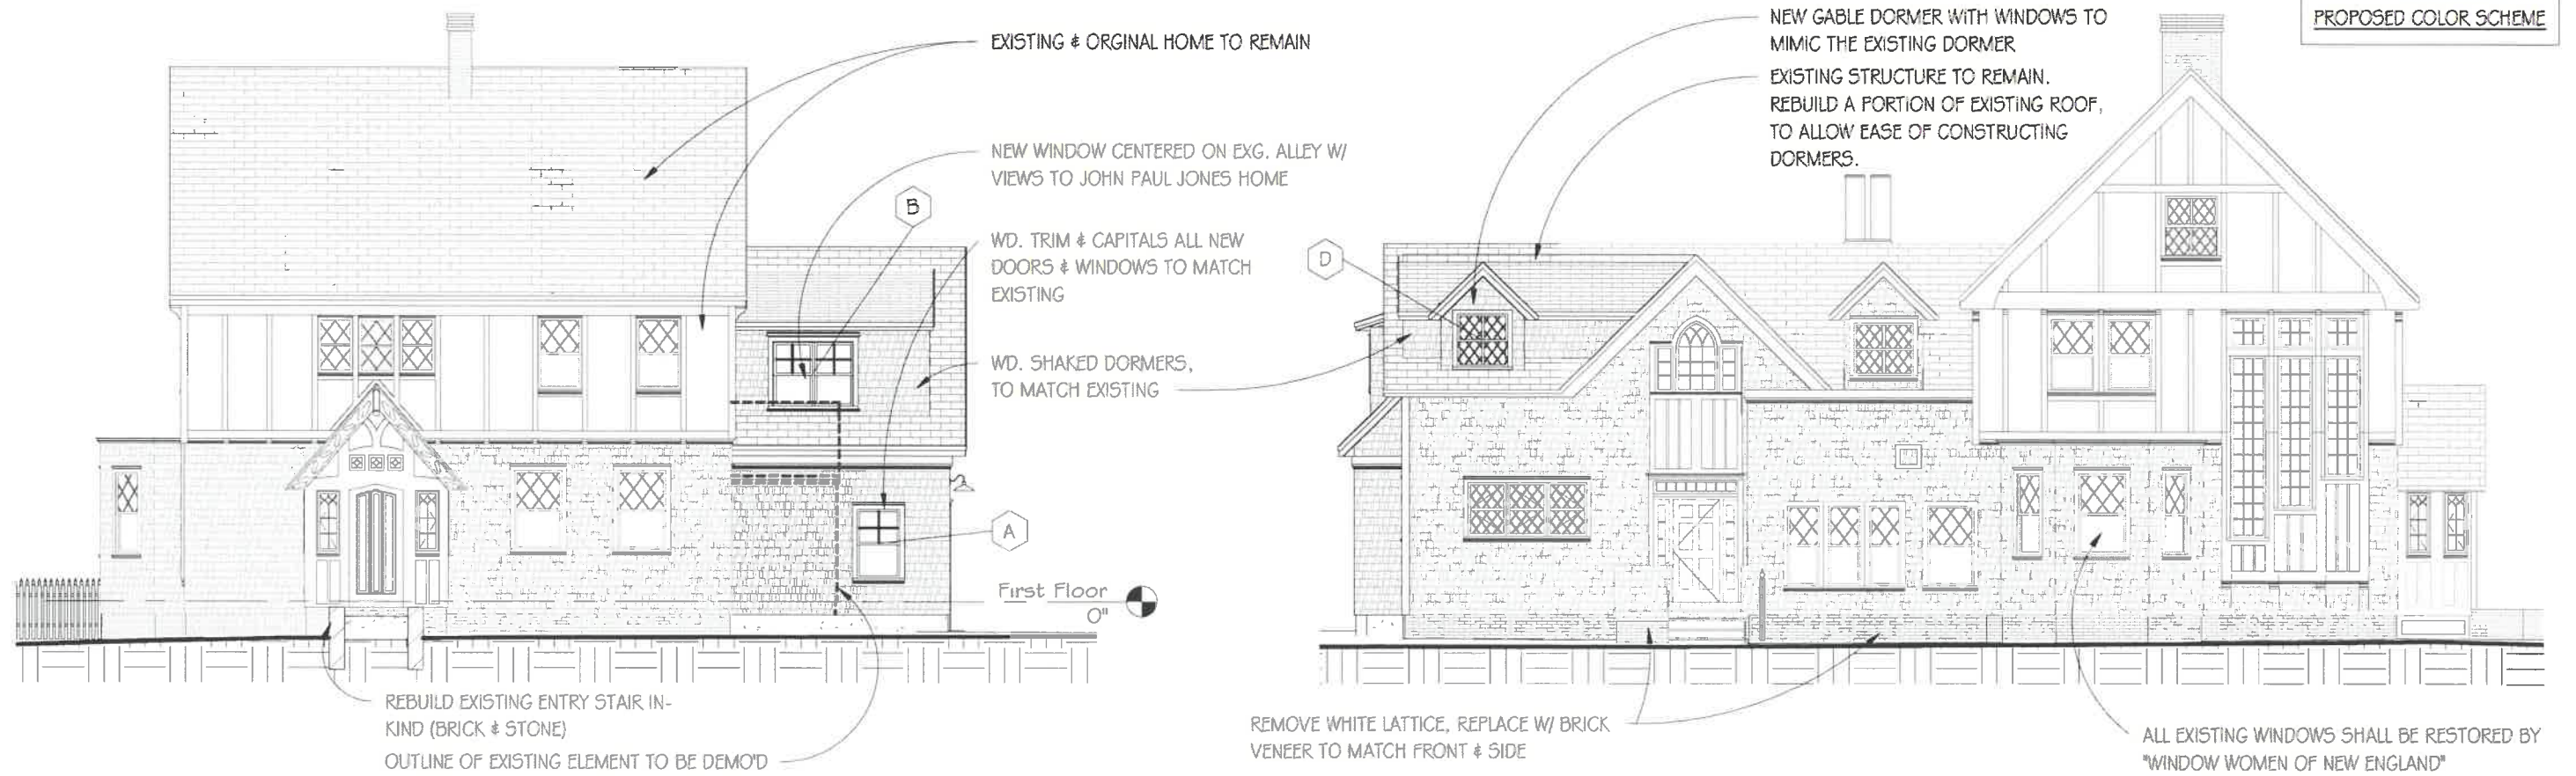 EXISTING & ORGINAL HOME TO REMAIN
NEW WINDOW CENTERED ON EXG. ALLEY W/
VIEWS TO JOHN PAUL JONES HOME
B
WD. TRIM & CAPITALS ALL NEW
DOORS & WINDOWS TO MATCH
EXISTING
WD. SHAKED DORMERS,
TO MATCH EXISTING
A
First Floor
0"
REBUILD EXISTING ENTRY STAIR IN-
KIND (BRICK & STONE)
OUTLINE OF EXISTING ELEMENT TO BE DEMO'D
NEW GABLE DORMER WITH WINDOWS TO
MIMIC THE EXISTING DORMER
EXISTING STRUCTURE TO REMAIN.
REBUILD A PORTION OF EXISTING ROOF,
TO ALLOW EASE OF CONSTRUCTING
DORMERS.
PROPOSED COLOR SCHEME
D
REMOVE WHITE LATTICE, REPLACE W/ BRICK
VENEER TO MATCH FRONT & SIDE
ALL EXISTING WINDOWS SHALL BE RESTORED BY
"WINDOW WOMEN OF NEW ENGLAND"